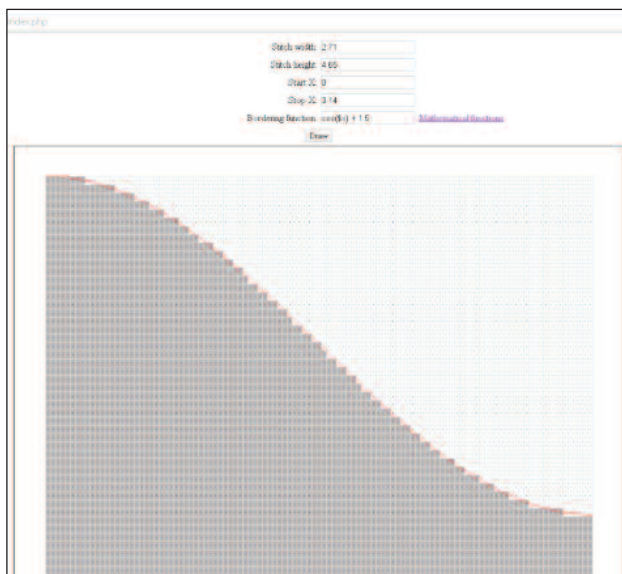 index.php
Stitch width: 2.71
Stitch height: 4.65
Start X: 0
Stop X: 3.14
Bordering function: cos($x) + 1.5 Mathematical functions
Draw